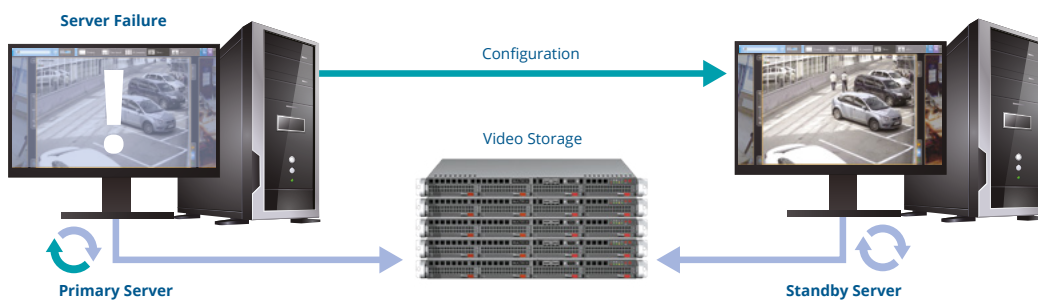 Server Failure
Configuration
Video Storage
Primary Server
Standby Server